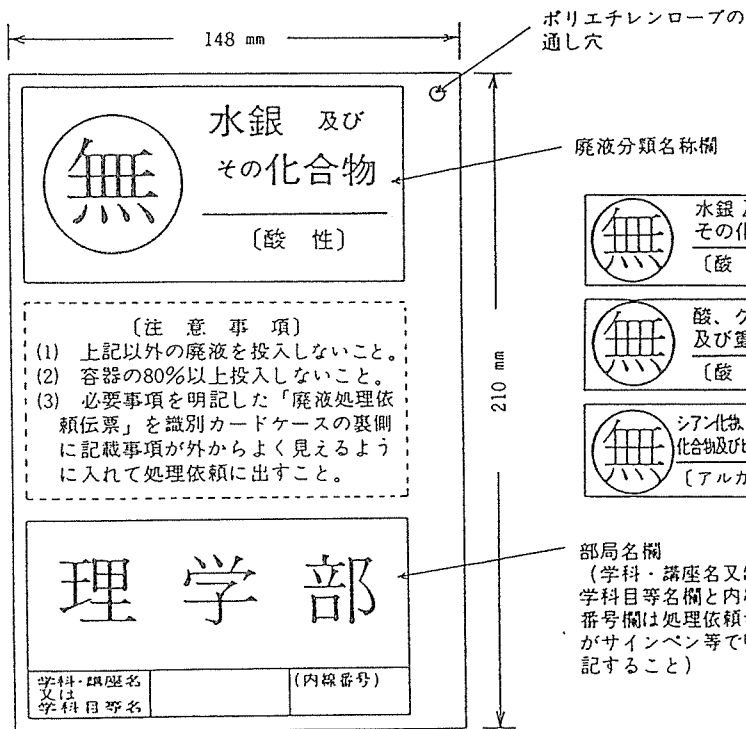 148 mm
ポリエチレンロープの
通し穴
無
水銀 及び
その化合物
〔酸 性〕
廃液分類名称欄
〔注 意 事 項〕
(1) 上記以外の廃液を投入しないこと。
(2) 容器の80%以上投入しないこと。
(3) 必要事項を明記した「廃液処理依
頼伝票」を識別カードケースの裏側
に記載事項が外からよく見えるよう
に入れて処理依頼に出すこと。
210 mm
理 学 部
学科・講座名
又は
学科目等名
(内線番号)
無
水銀
その化
〔酸
無
酸、ク
及び重
〔酸
無
シアン化物、
化合物及び
〔アルカ
部局名欄
(学科・講座名又
学科目等名欄と内
番号欄は処理依頼
がサインペン等で
記すること)